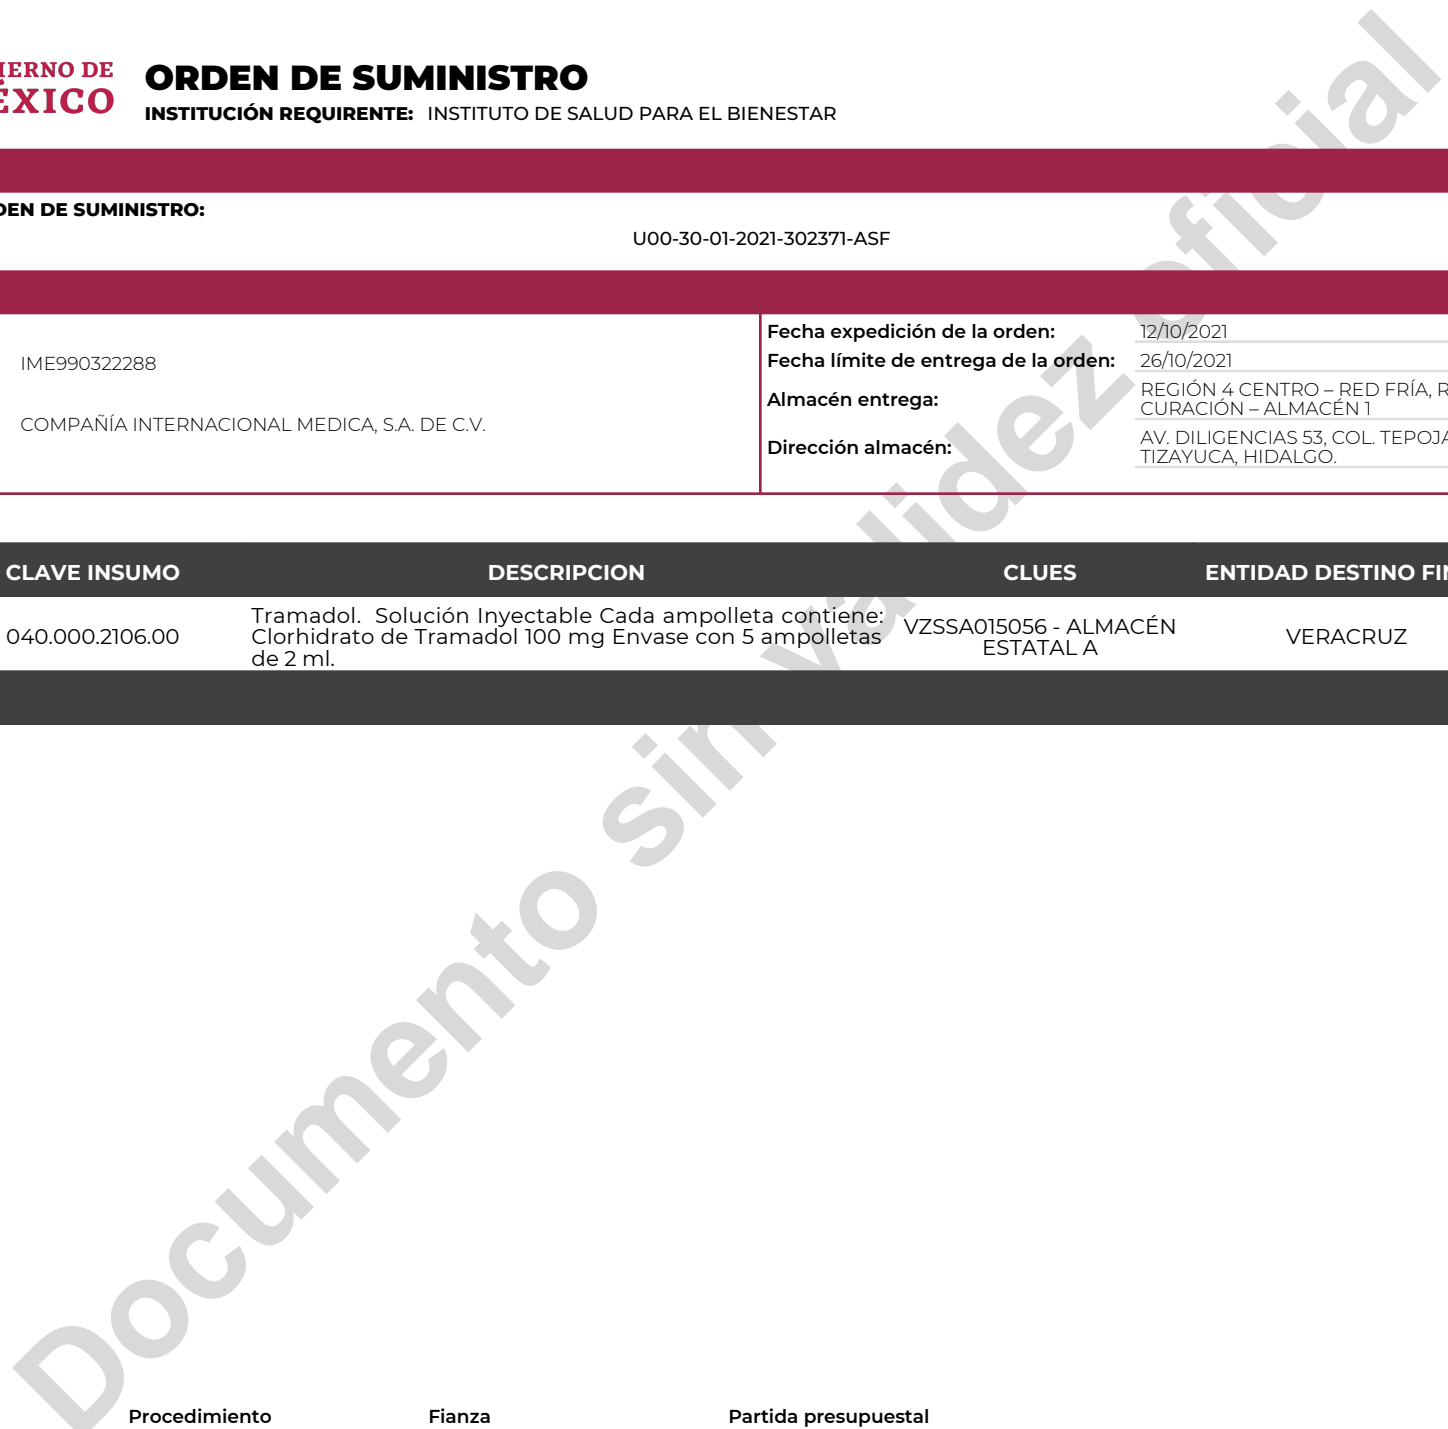 IERNO DE
ÉXICO
ORDEN DE SUMINISTRO
INSTITUCIÓN REQUIRENTE: INSTITUTO DE SALUD PARA EL BIENESTAR
DEN DE SUMINISTRO:
U00-30-01-2021-302371-ASF
IME990322288
COMPAÑÍA INTERNACIONAL MEDICA, S.A. DE C.V.
Fecha expedición de la orden: 12/10/2021
Fecha límite de entrega de la orden: 26/10/2021
Almacén entrega: REGIÓN 4 CENTRO – RED FRÍA, R
CURACIÓN – ALMACÉN 1
Dirección almacén: AV. DILIGENCIAS 53, COL. TEPOJA
TIZAYUCA, HIDALGO.
CLAVE INSUMO DESCRIPCION CLUES ENTIDAD DESTINO FIN
040.000.2106.00
Tramadol. Solución Inyectable Cada ampolleta contiene:
Clorhidrato de Tramadol 100 mg Envase con 5 ampolletas
de 2 ml.
VZSSA015056 - ALMACÉN
ESTATAL A
VERACRUZ
Documento sin validez oficial
Procedimiento Fianza Partida presupuestal